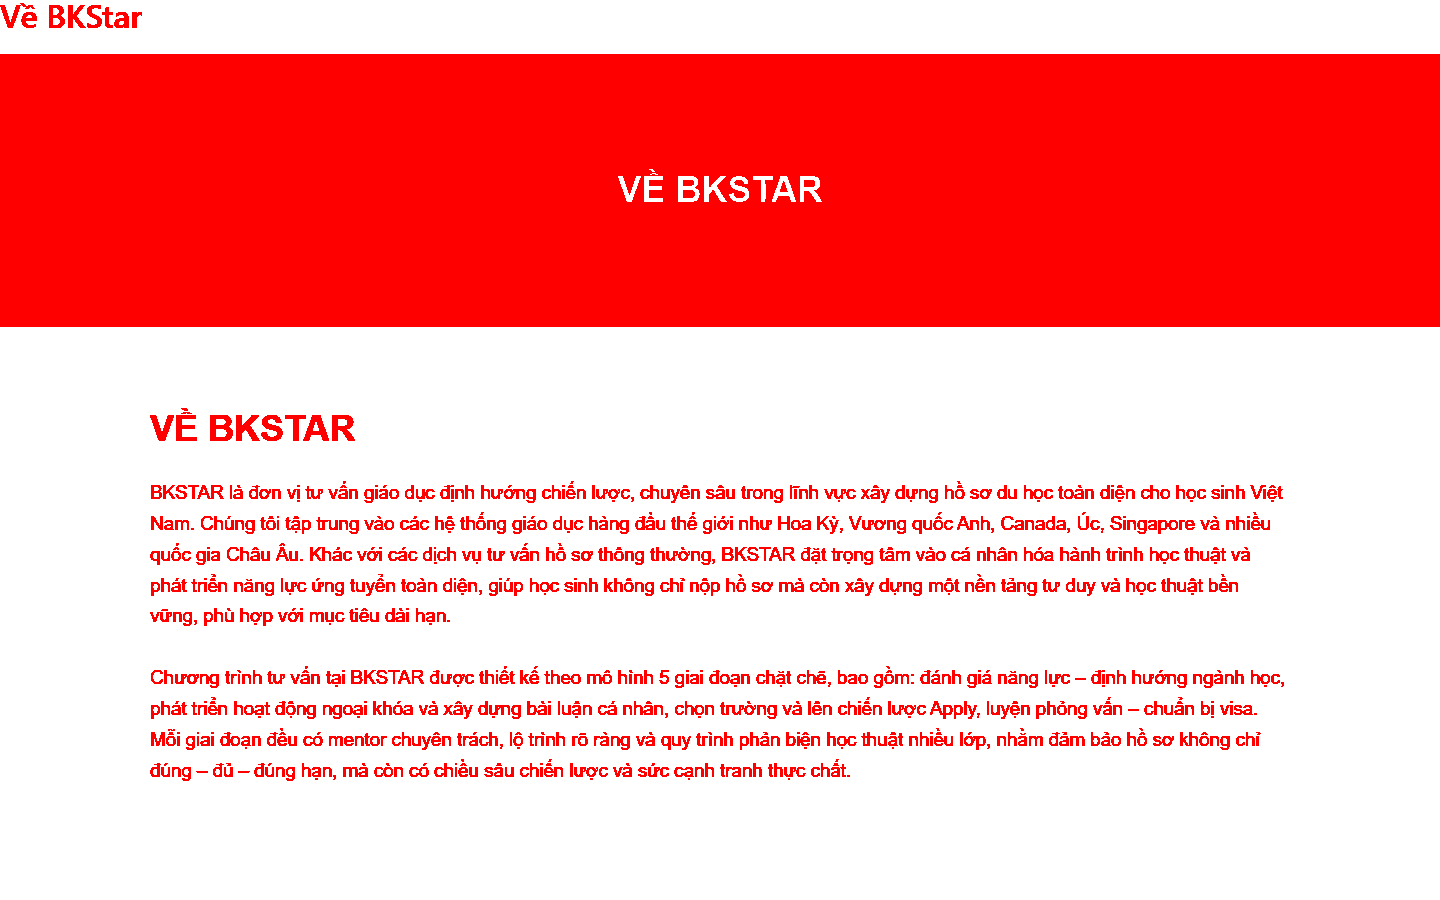 Về BKStar
VỀ BKSTAR
VỀ BKSTAR
BKSTAR là đơn vị tư vấn giáo dục định hướng chiến lược, chuyên sâu trong lĩnh vực xây dựng hồ sơ du học toàn diện cho học sinh Việt
Nam. Chúng tôi tập trung vào các hệ thống giáo dục hàng đầu thế giới như Hoa Kỳ, Vương quốc Anh, Canada, Úc, Singapore và nhiều
quốc gia Châu Âu. Khác với các dịch vụ tư vấn hồ sơ thông thường, BKSTAR đặt trọng tâm vào cá nhân hóa hành trình học thuật và
phát triển năng lực ứng tuyển toàn diện, giúp học sinh không chỉ nộp hồ sơ mà còn xây dựng một nền tảng tư duy và học thuật bền
vững, phù hợp với mục tiêu dài hạn.
Chương trình tư vấn tại BKSTAR được thiết kế theo mô hình 5 giai đoạn chặt chẽ, bao gồm: đánh giá năng lực – định hướng ngành học,
phát triển hoạt động ngoại khóa và xây dựng bài luận cá nhân, chọn trường và lên chiến lược Apply, luyện phỏng vấn – chuẩn bị visa.
Mỗi giai đoạn đều có mentor chuyên trách, lộ trình rõ ràng và quy trình phản biện học thuật nhiều lớp, nhằm đảm bảo hồ sơ không chỉ
đúng – đủ – đúng hạn, mà còn có chiều sâu chiến lược và sức cạnh tranh thực chất.